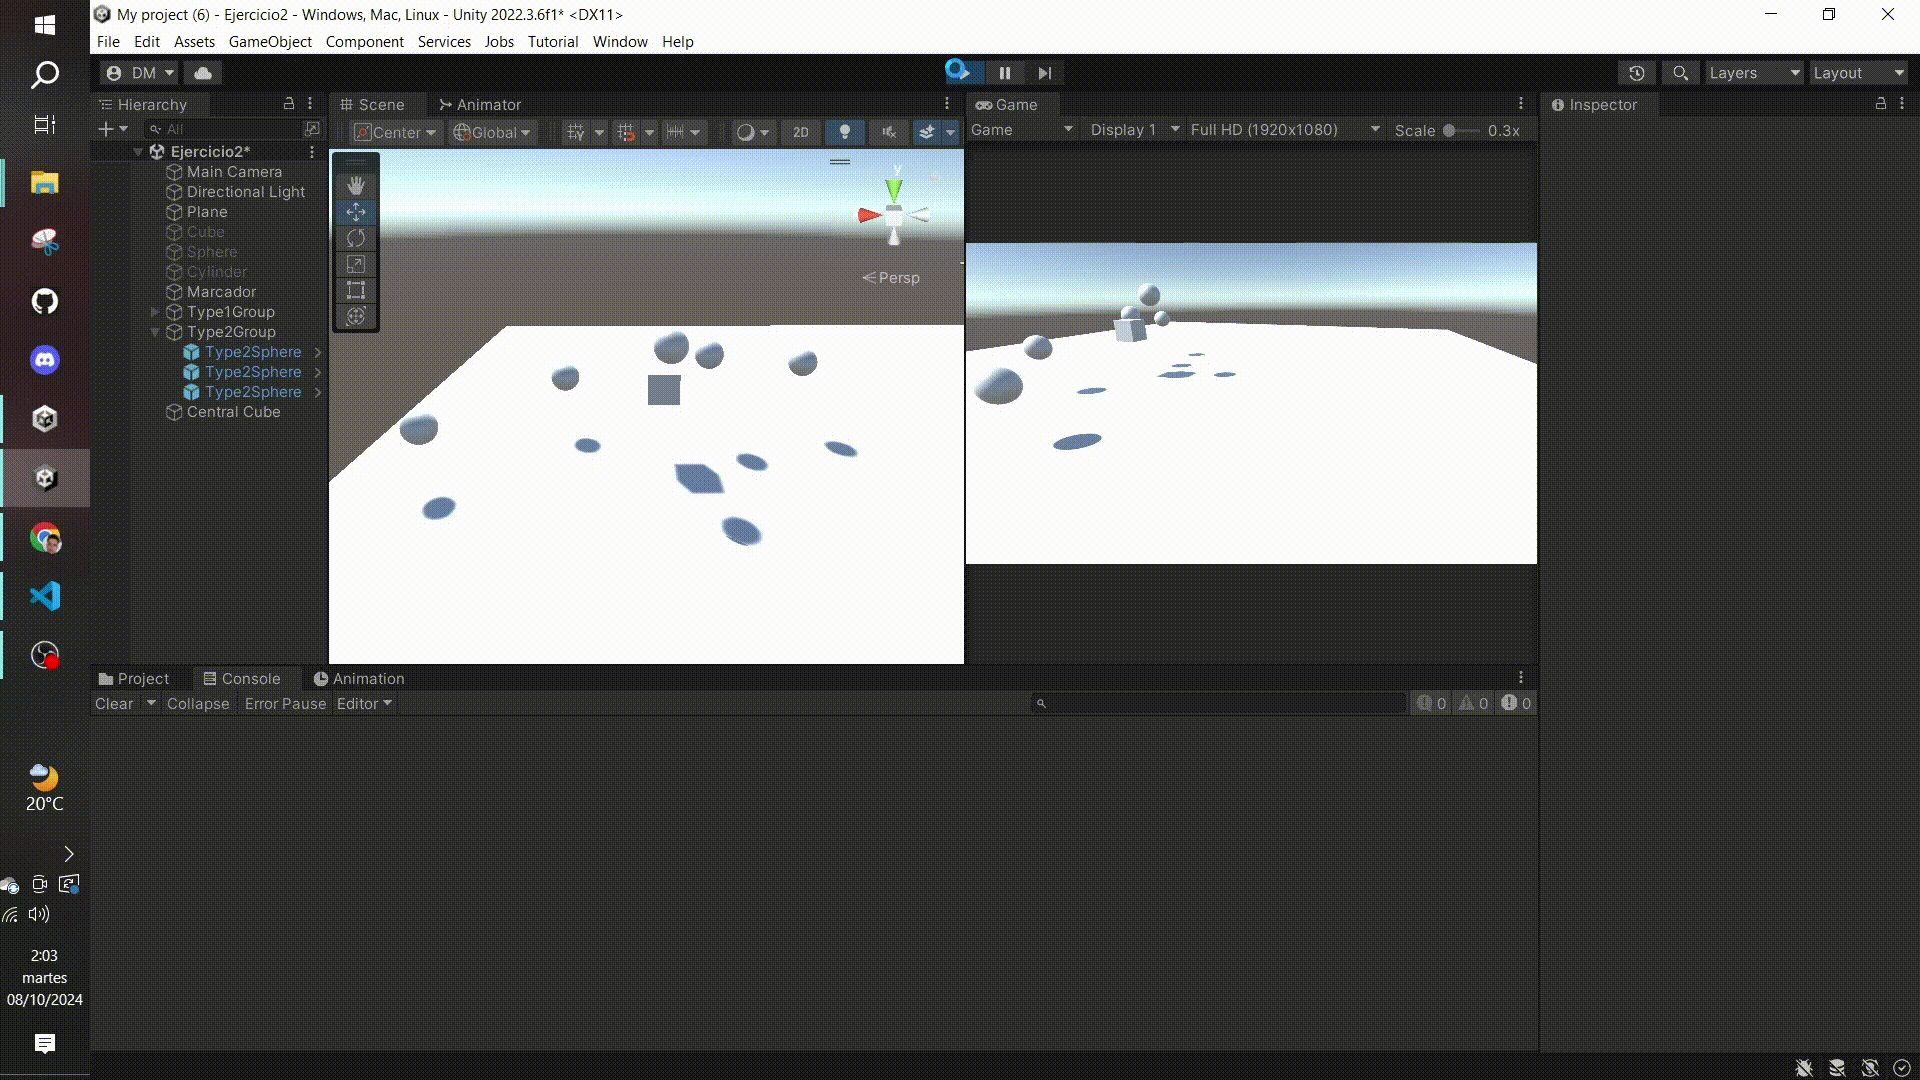 My project (6) - Ejercicio2 - Windows, Mac, Linux - Unity 2022.3.6f1* <DX11>
File Edit Assets GameObject Component Services Jobs Tutorial Window Help
DM Layers Layout
Hierarchy
All
Ejercicio2*
Main Camera
Directional Light
Plane
Cube
Sphere
Cylinder
Marcador
Type1Group
Type2Group
Type2Sphere
Type2Sphere
Type2Sphere
Central Cube
Scene Animator
Center Global 2D
y
Persp
Game
Game Display 1 Full HD (1920x1080) Scale 0.3x
Inspector
Project Console Animation
Clear Collapse Error Pause Editor 0 0 0
20°C
2:03
martes
08/10/2024